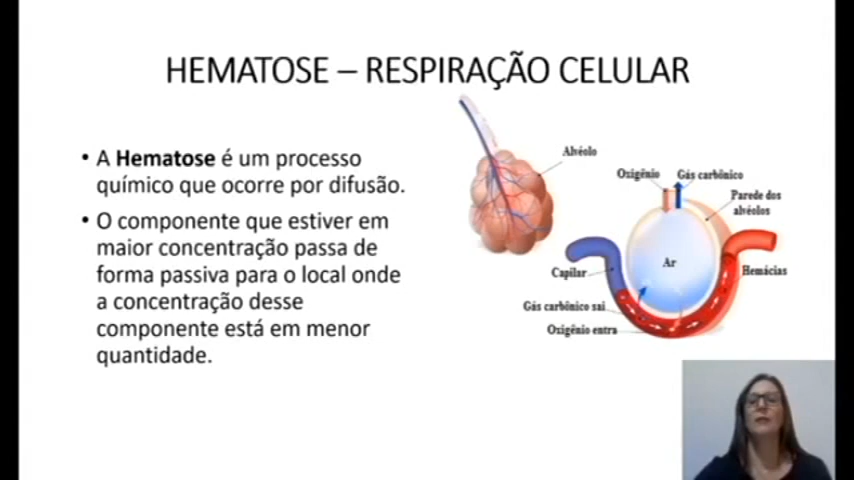 HEMATOSE – RESPIRAÇÃO CELULAR
• A Hematose é um processo
químico que ocorre por difusão.
• O componente que estiver em
maior concentração passa de
forma passiva para o local onde
a concentração desse
componente está em menor
quantidade.
Alvéolo
Oxigênio
Gás carbônico
Parede dos
alvéolos
Ar
Capilar
Hemácias
Gás carbônico sai
Oxigênio entra